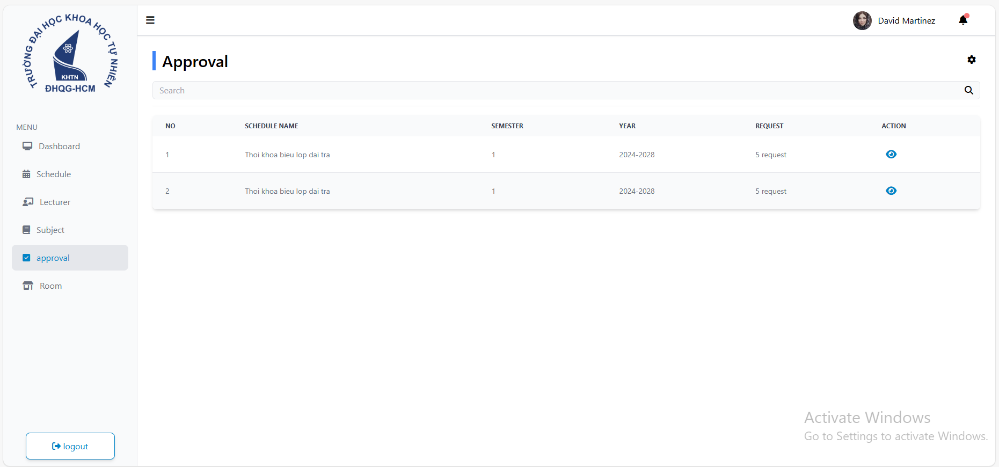 TRƯỜNG ĐẠI HỌC KHOA HỌC TỰ NHIÊN
KHTN
ĐHQG-HCM
David Martinez
Approval
Search
MENU
Dashboard
Schedule
Lecturer
Subject
approval
Room
logout
NO SCHEDULE NAME SEMESTER YEAR REQUEST ACTION
1 Thoi khoa bieu lop dai tra 1 2024-2028 5 request
2 Thoi khoa bieu lop dai tra 1 2024-2028 5 request
Activate Windows
Go to Settings to activate Windows.